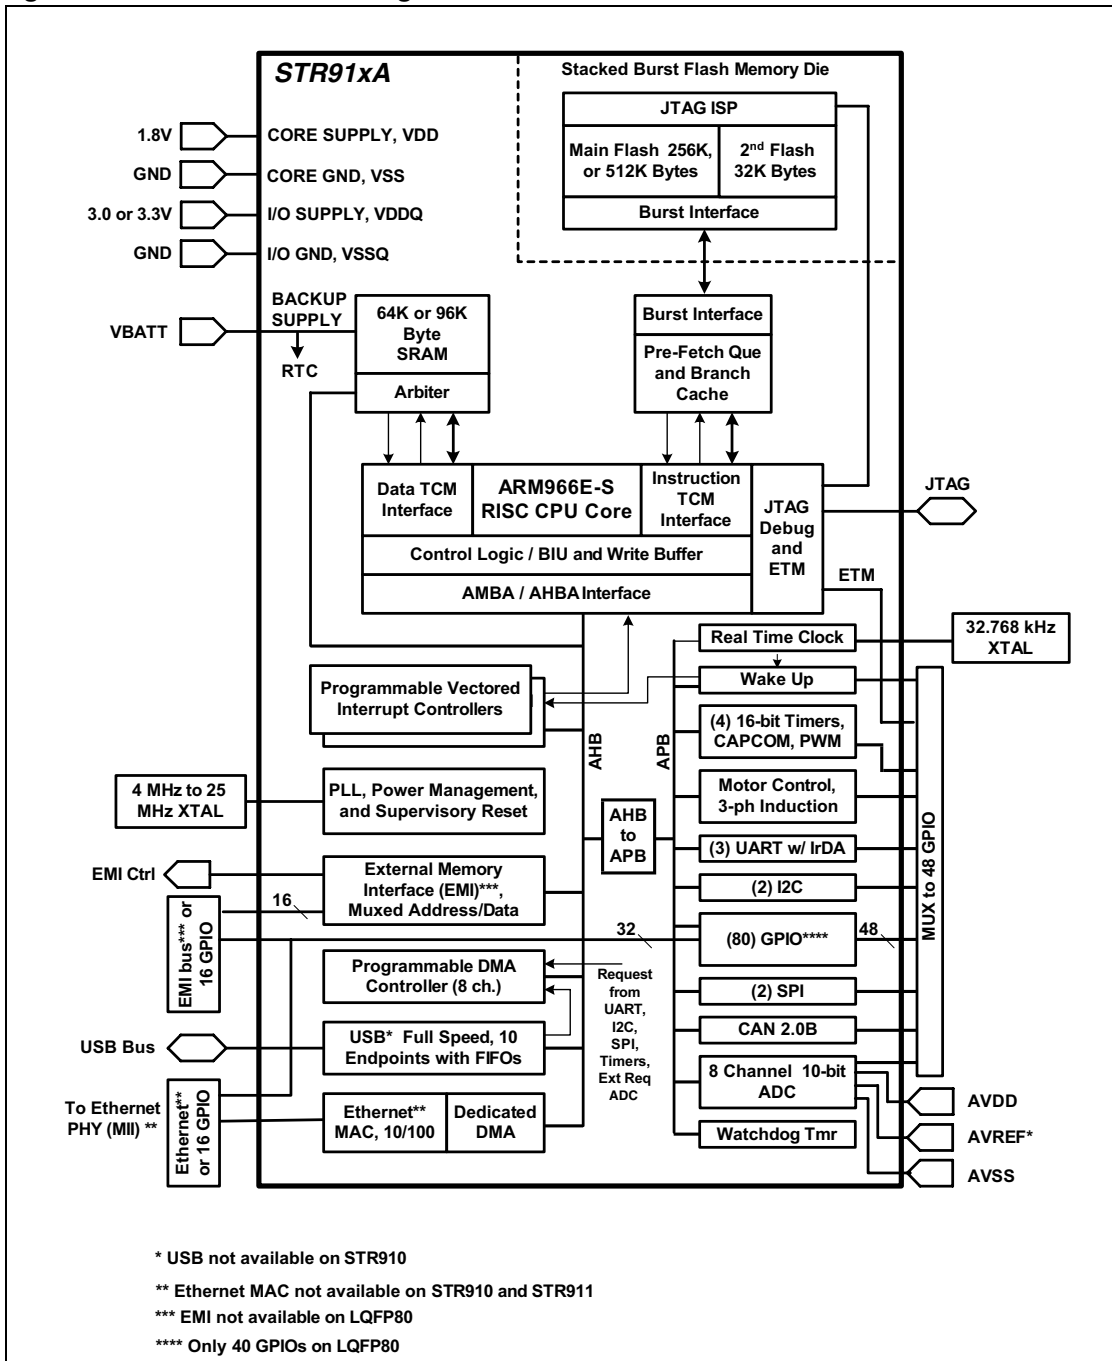 STR91xA
Stacked Burst Flash Memory Die
JTAG ISP
Main Flash 256K,
or 512K Bytes
2nd Flash
32K Bytes
Burst Interface
1.8V
CORE SUPPLY, VDD
GND
CORE GND, VSS
3.0 or 3.3V
I/O SUPPLY, VDDQ
GND
I/O GND, VSSQ
VBATT
BACKUP
SUPPLY
RTC
64K or 96K
Byte
SRAM
Arbiter
Burst Interface
Pre-Fetch Que
and Branch
Cache
Data TCM
Interface
ARM966E-S
RISC CPU Core
Instruction
TCM
Interface
JTAG
Debug
and
ETM
Control Logic / BIU and Write Buffer
AMBA / AHBA Interface
JTAG
ETM
Real Time Clock
32.768 kHz
XTAL
Wake Up
Programmable Vectored
Interrupt Controllers
(4) 16-bit Timers,
CAPCOM, PWM
AHB
APB
4 MHz to 25
MHz XTAL
PLL, Power Management,
and Supervisory Reset
Motor Control,
3-ph Induction
AHB
to
APB
(3) UART w/ IrDA
MUX to 48 GPIO
EMI Ctrl
External Memory
Interface (EMI)***,
Muxed Address/Data
16
(2) I2C
EMI bus*** or
16 GPIO
32
(80) GPIO****
48
Programmable DMA
Controller (8 ch.)
Request
from
UART,
I2C,
SPI,
Timers,
Ext Req
ADC
(2) SPI
USB Bus
USB* Full Speed, 10
Endpoints with FIFOs
CAN 2.0B
8 Channel 10-bit
ADC
To Ethernet
PHY (MII) **
Ethernet**
or 16 GPIO
Ethernet**
MAC, 10/100
Dedicated
DMA
Watchdog Tmr
AVDD
AVREF*
AVSS
* USB not available on STR910
** Ethernet MAC not available on STR910 and STR911
*** EMI not available on LQFP80
**** Only 40 GPIOs on LQFP80